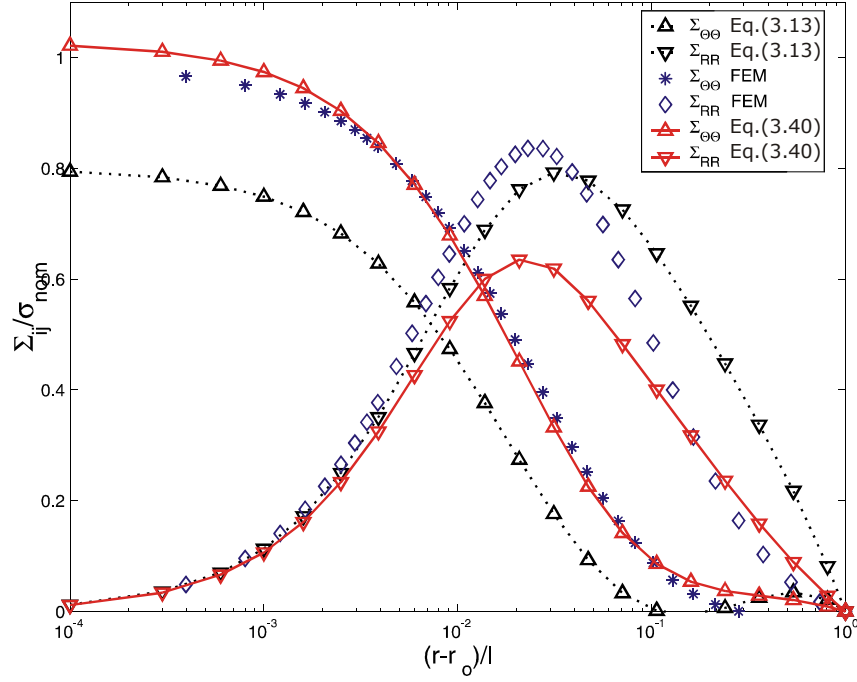 Σ_ΘΘ Eq.(3.13)
Σ_RR Eq.(3.13)
Σ_ΘΘ FEM
Σ_RR FEM
Σ_ΘΘ Eq.(3.40)
Σ_RR Eq.(3.40)
1
0.8
0.6
0.4
0.2
0
Σ_ij/σ_nom
10^-4
10^-3
10^-2
10^-1
10^0
(r-r_o)/l